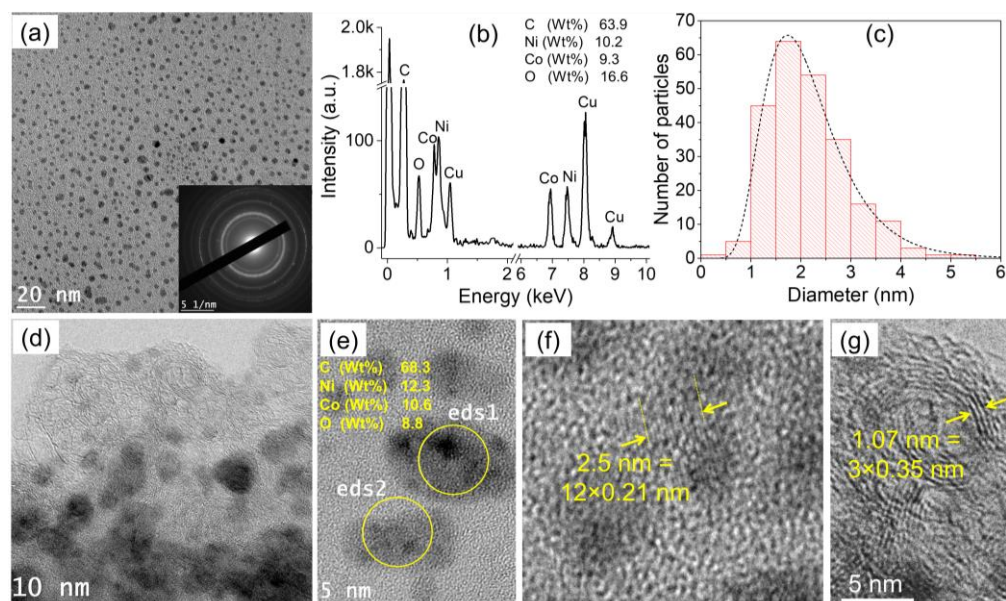 (a)
20 nm
5 1/nm
(b)
2.0k
1.8k
100
0
Intensity (a.u.)
C (Wt%) 63.9
Ni (Wt%) 10.2
Co (Wt%) 9.3
O (Wt%) 16.6
C
O
Co
Ni
Cu
Co
Ni
Cu
Cu
0 1 2 6 7 8 9 10
Energy (keV)
(c)
70
60
50
40
30
20
10
0
Number of particles
0 1 2 3 4 5 6
Diameter (nm)
(d)
10 nm
(e)
C (Wt%) 68.3
Ni (Wt%) 12.3
Co (Wt%) 10.6
O (Wt%) 8.8
eds1
eds2
5 nm
(f)
2.5 nm =
12×0.21 nm
(g)
1.07 nm =
3×0.35 nm
5 nm